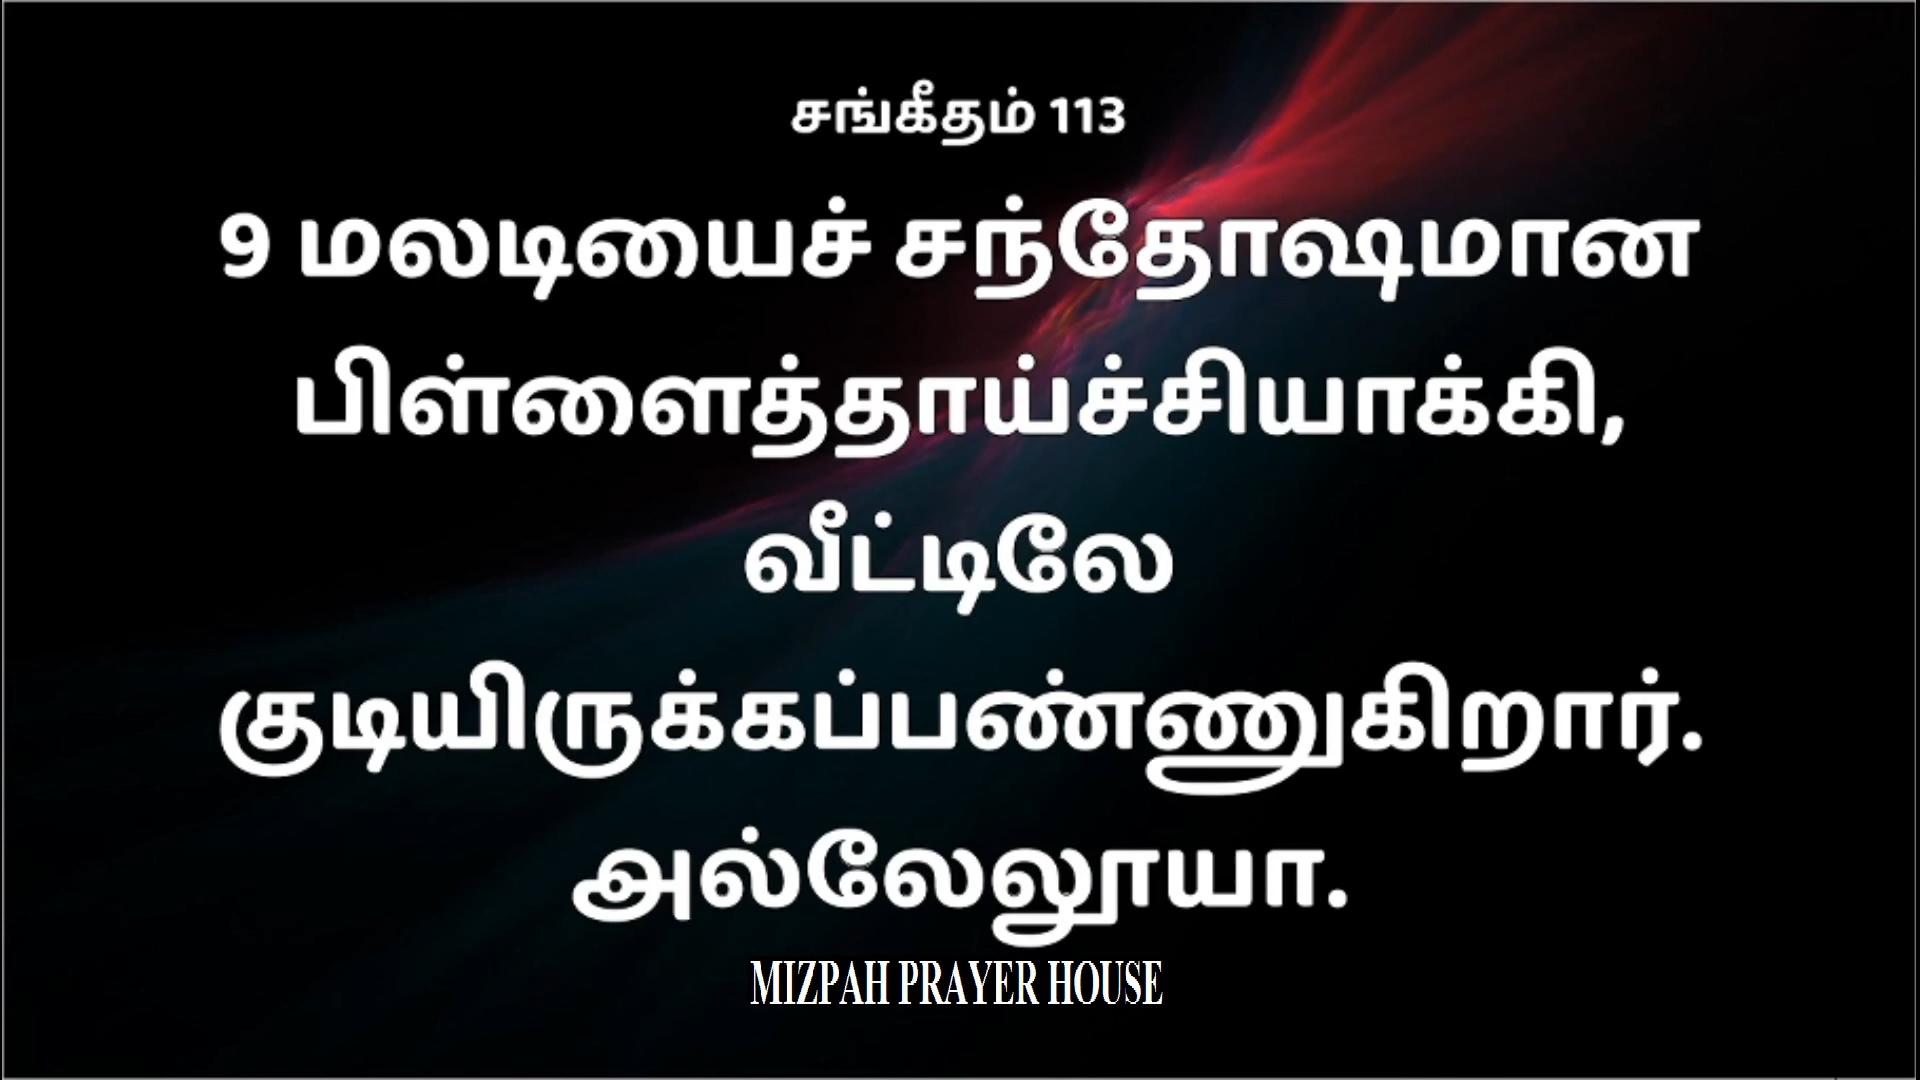 சங்கீதம் 113
9 மலடியைச் சந்தோஷமான
பிள்ளைத்தாய்ச்சியாக்கி,
வீட்டிலே
குடியிருக்கப்பண்ணுகிறார்.
அல்லேலூயா.
MIZPAH PRAYER HOUSE